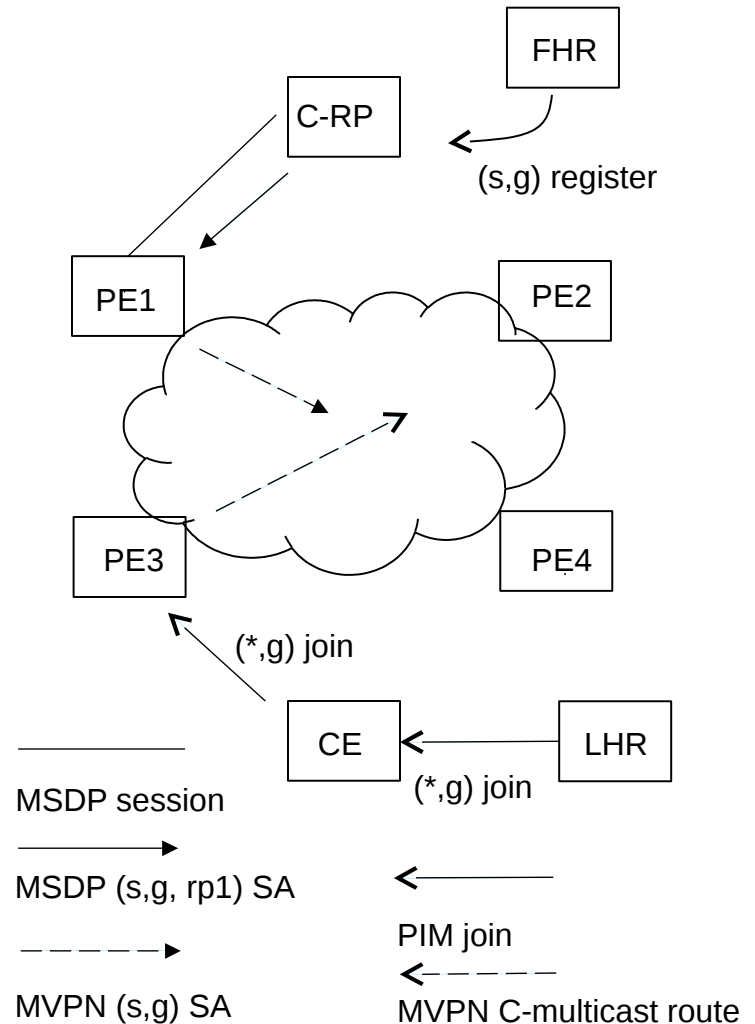 FHR
C-RP
(s,g) register
PE1
PE2
PE3
PE4
(*,g) join
CE
LHR
(*,g) join
MSDP session
MSDP (s,g, rp1) SA
PIM join
MVPN (s,g) SA
MVPN C-multicast route